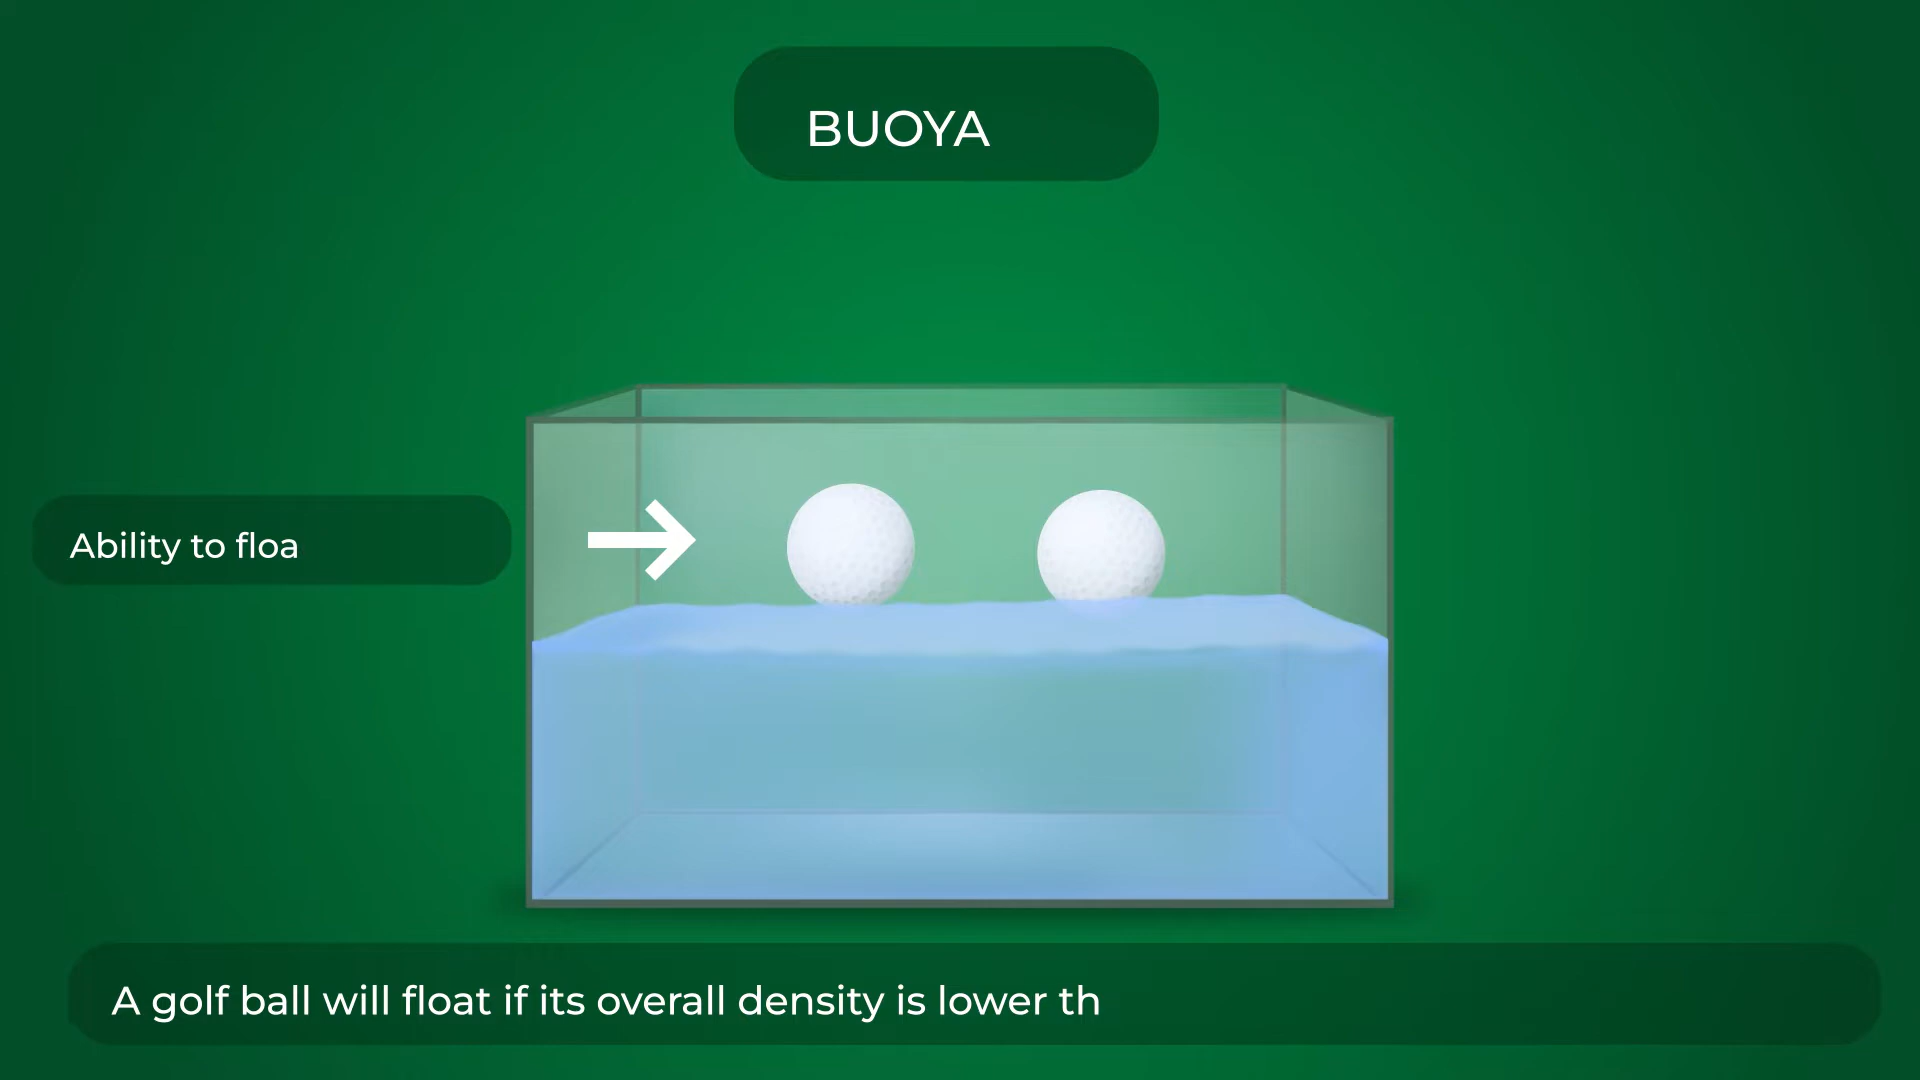 BUOYA
Ability to floa
A golf ball will float if its overall density is lower th